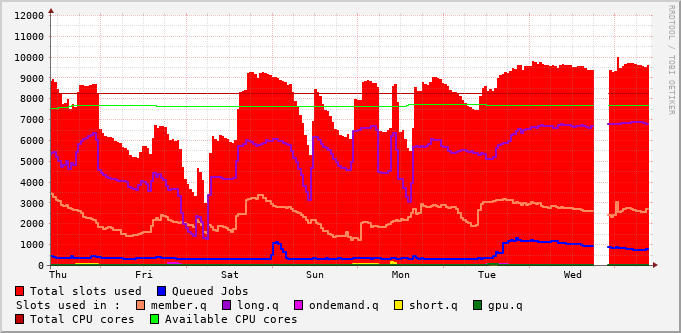 12000
11000
10000
9000
8000
7000
6000
5000
4000
3000
2000
1000
0
Thu Fri Sat Sun Mon Tue Wed
RRDTOOL / TOBI OETIKER
Total slots used Queued Jobs
Slots used in : member.q long.q ondemand.q short.q gpu.q
Total CPU cores Available CPU cores